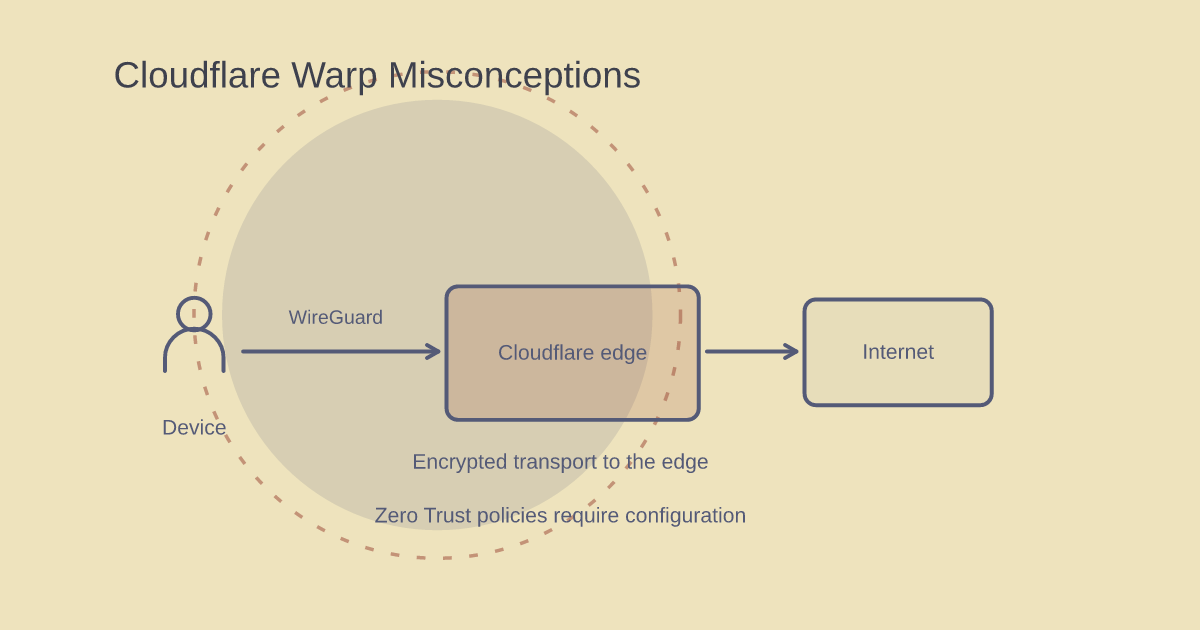 Cloudflare Warp Misconceptions
WireGuard
Cloudflare edge
Internet
Device
Encrypted transport to the edge
Zero Trust policies require configuration